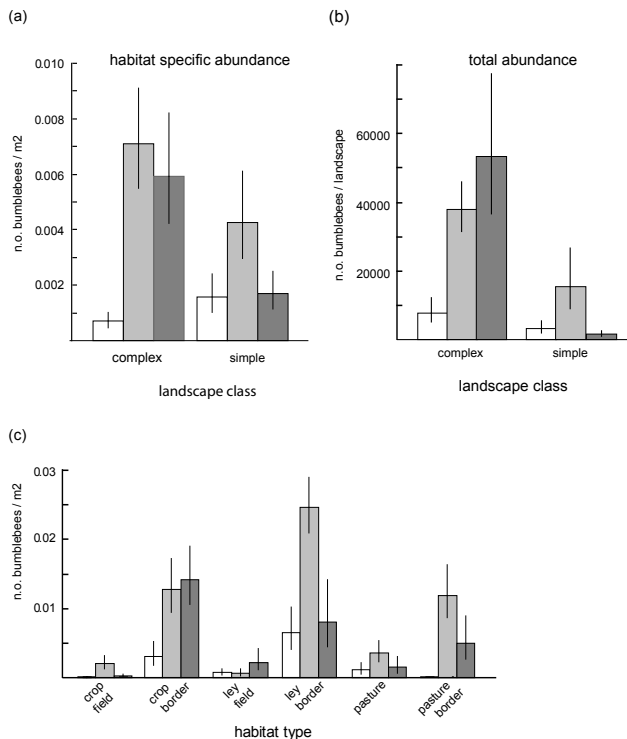 (a)
habitat specific abundance
0.010
0.008
0.006
0.004
0.002
n.o. bumblebees / m2
complex
simple
landscape class
(b)
total abundance
60000
40000
20000
n.o. bumblebees / landscape
complex
simple
landscape class
(c)
0.03
0.02
0.01
n.o. bumblebees / m2
crop
field
crop
border
ley
field
ley
border
pasture
pasture
border
habitat type